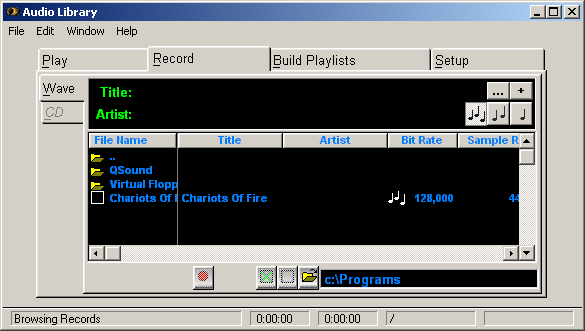 Audio Library
File Edit Window Help
Play Record Build Playlists Setup
Wave
CD
Title:
... +
Artist:
File Name Title Artist Bit Rate Sample R
..
QSound
Virtual Flopp
Chariots Of Chariots Of Fire 128,000 44
c:\Programs
Browsing Records 0:00:00 0:00:00 /